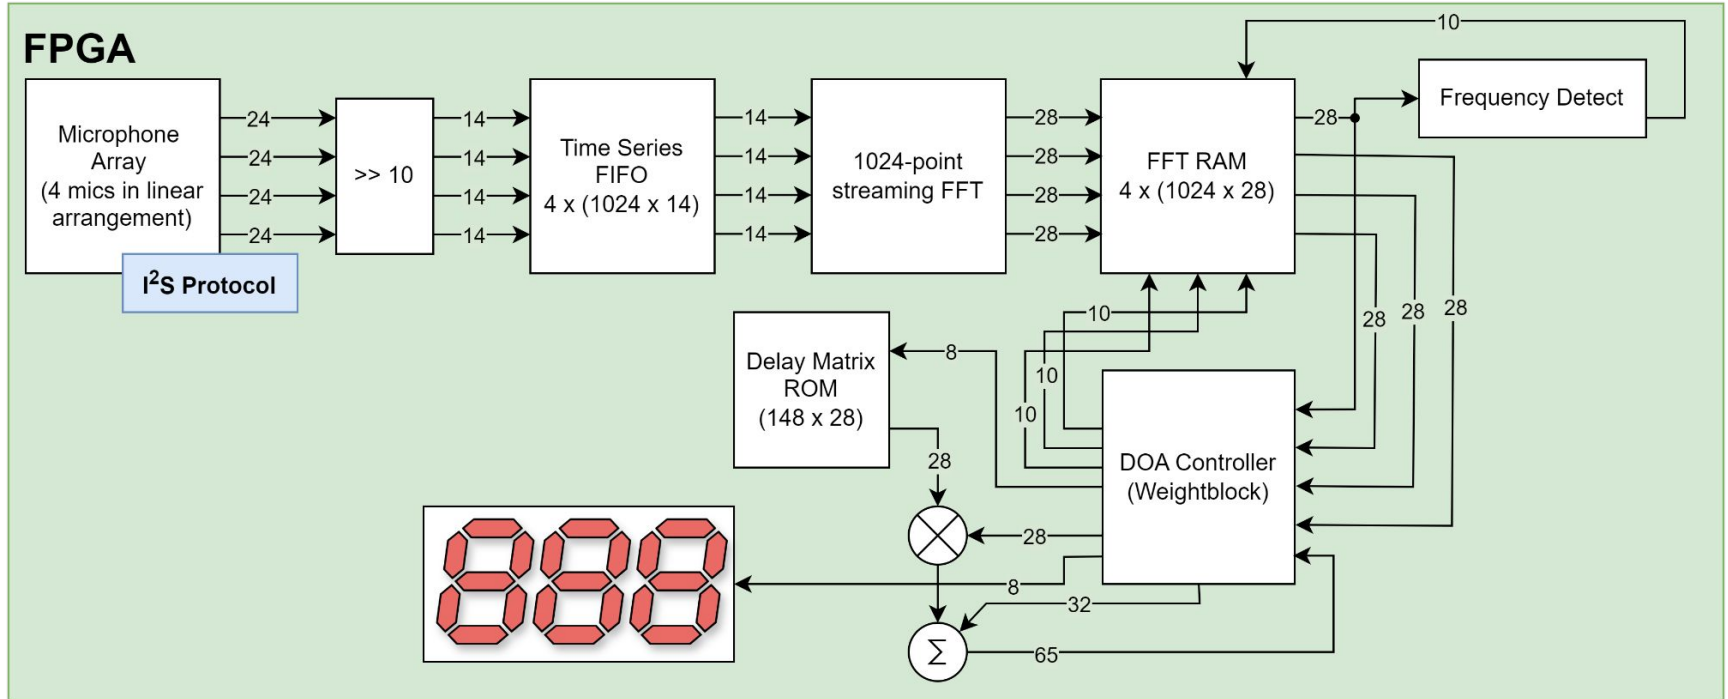 FPGA
Microphone
Array
(4 mics in linear
arrangement)
I²S Protocol
24
24
24
24
>> 10
14
14
14
14
Time Series
FIFO
4 x (1024 x 14)
14
14
14
14
1024-point
streaming FFT
28
28
28
28
FFT RAM
4 x (1024 x 28)
10
28
Frequency Detect
28
28
28
10
10
10
Delay Matrix
ROM
(148 x 28)
8
28
DOA Controller
(Weightblock)
28
8
32
888
Σ
65